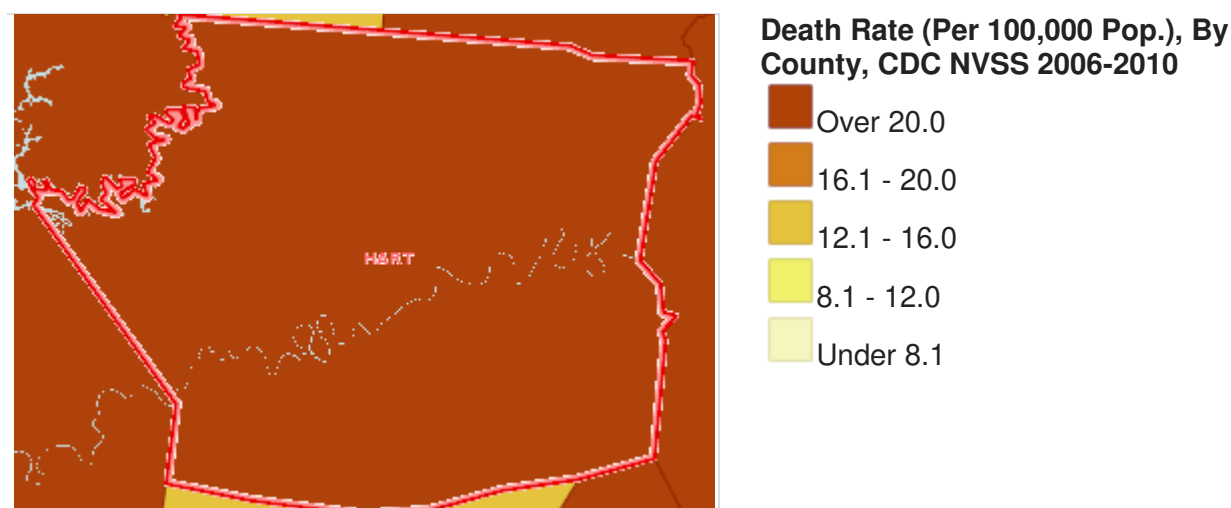 HART
Death Rate (Per 100,000 Pop.), By
County, CDC NVSS 2006-2010
Over 20.0
16.1 - 20.0
12.1 - 16.0
8.1 - 12.0
Under 8.1